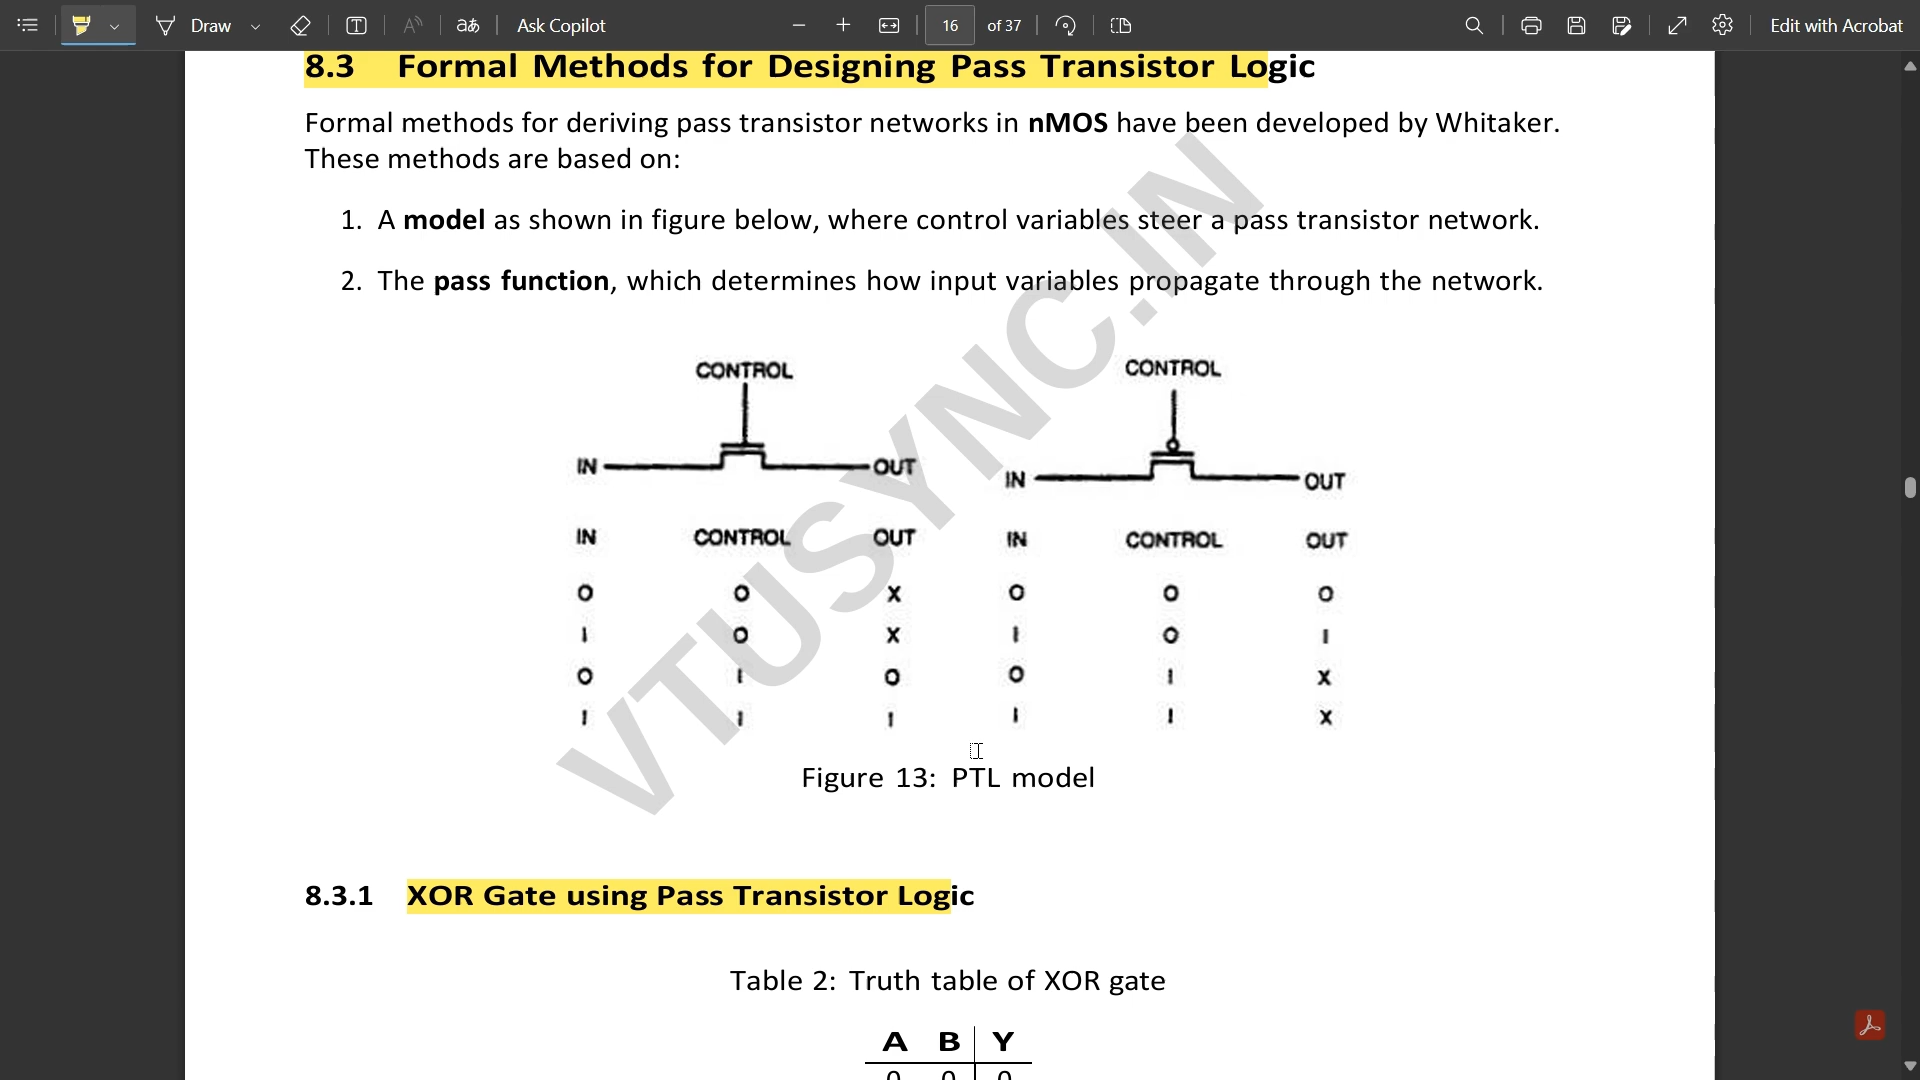 Draw
Ask Copilot
16 of 37
Edit with Acrobat
8.3 Formal Methods for Designing Pass Transistor Logic
Formal methods for deriving pass transistor networks in nMOS have been developed by Whitaker.
These methods are based on:
1. A model as shown in figure below, where control variables steer a pass transistor network.
2. The pass function, which determines how input variables propagate through the network.
CONTROL CONTROL
IN OUT IN OUT
IN CONTROL OUT IN CONTROL OUT
0 0 X 0 0 0
1 0 X 1 0 1
0 1 0 0 1 X
1 1 1 1 1 X
VTUSYNC.IN
Figure 13: PTL model
8.3.1 XOR Gate using Pass Transistor Logic
Table 2: Truth table of XOR gate
A B Y
0 0 0